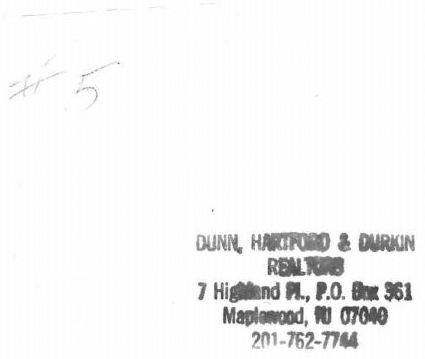 # 5
DUNN, HARTFORD & DURKIN
REALTORS
7 Highland Pl., P.O. Box 361
Maplewood, NJ 07040
201-762-7744